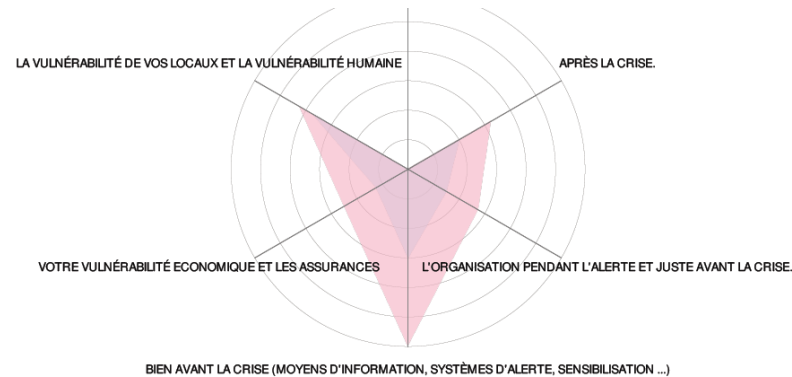 LA VULNÉRABILITÉ DE VOS LOCAUX ET LA VULNÉRABILITÉ HUMAINE
APRÈS LA CRISE.
VOTRE VULNÉRABILITÉ ECONOMIQUE ET LES ASSURANCES
L'ORGANISATION PENDANT L'ALERTE ET JUSTE AVANT LA CRISE.
BIEN AVANT LA CRISE (MOYENS D'INFORMATION, SYSTÈMES D'ALERTE, SENSIBILISATION ...)